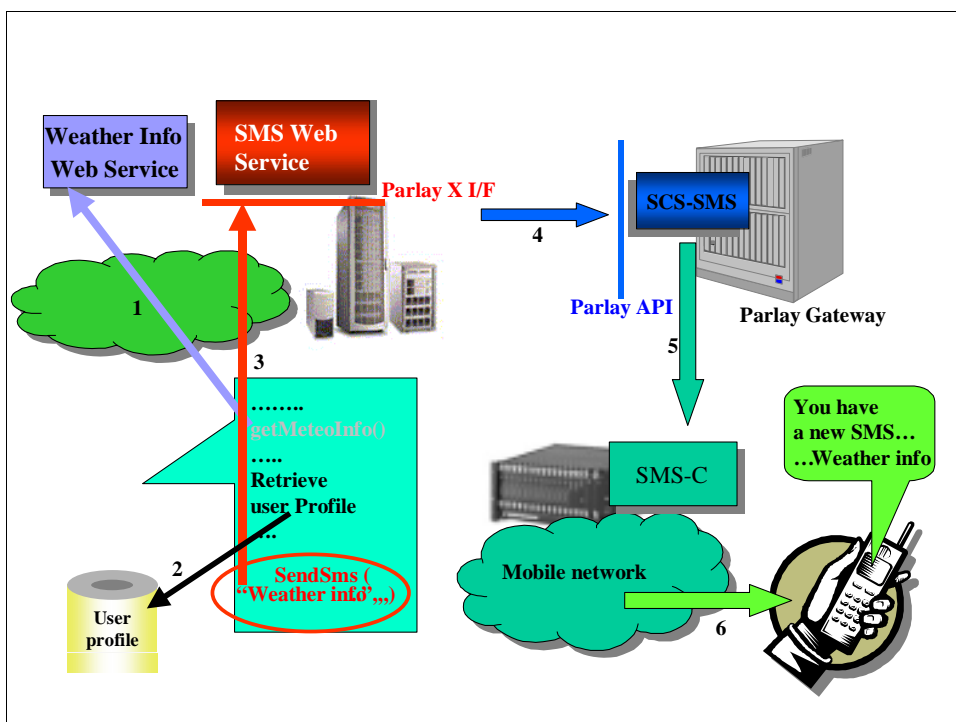 Weather Info
Web Service
SMS Web
Service
Parlay X I/F
SCS-SMS
4
Parlay API
Parlay Gateway
1
3
5
……..
getMeteoInfo()
…..
Retrieve
user Profile
….
SendSms (
“Weather info”,,,)
2
User
profile
SMS-C
Mobile network
6
You have
a new SMS…
…Weather info